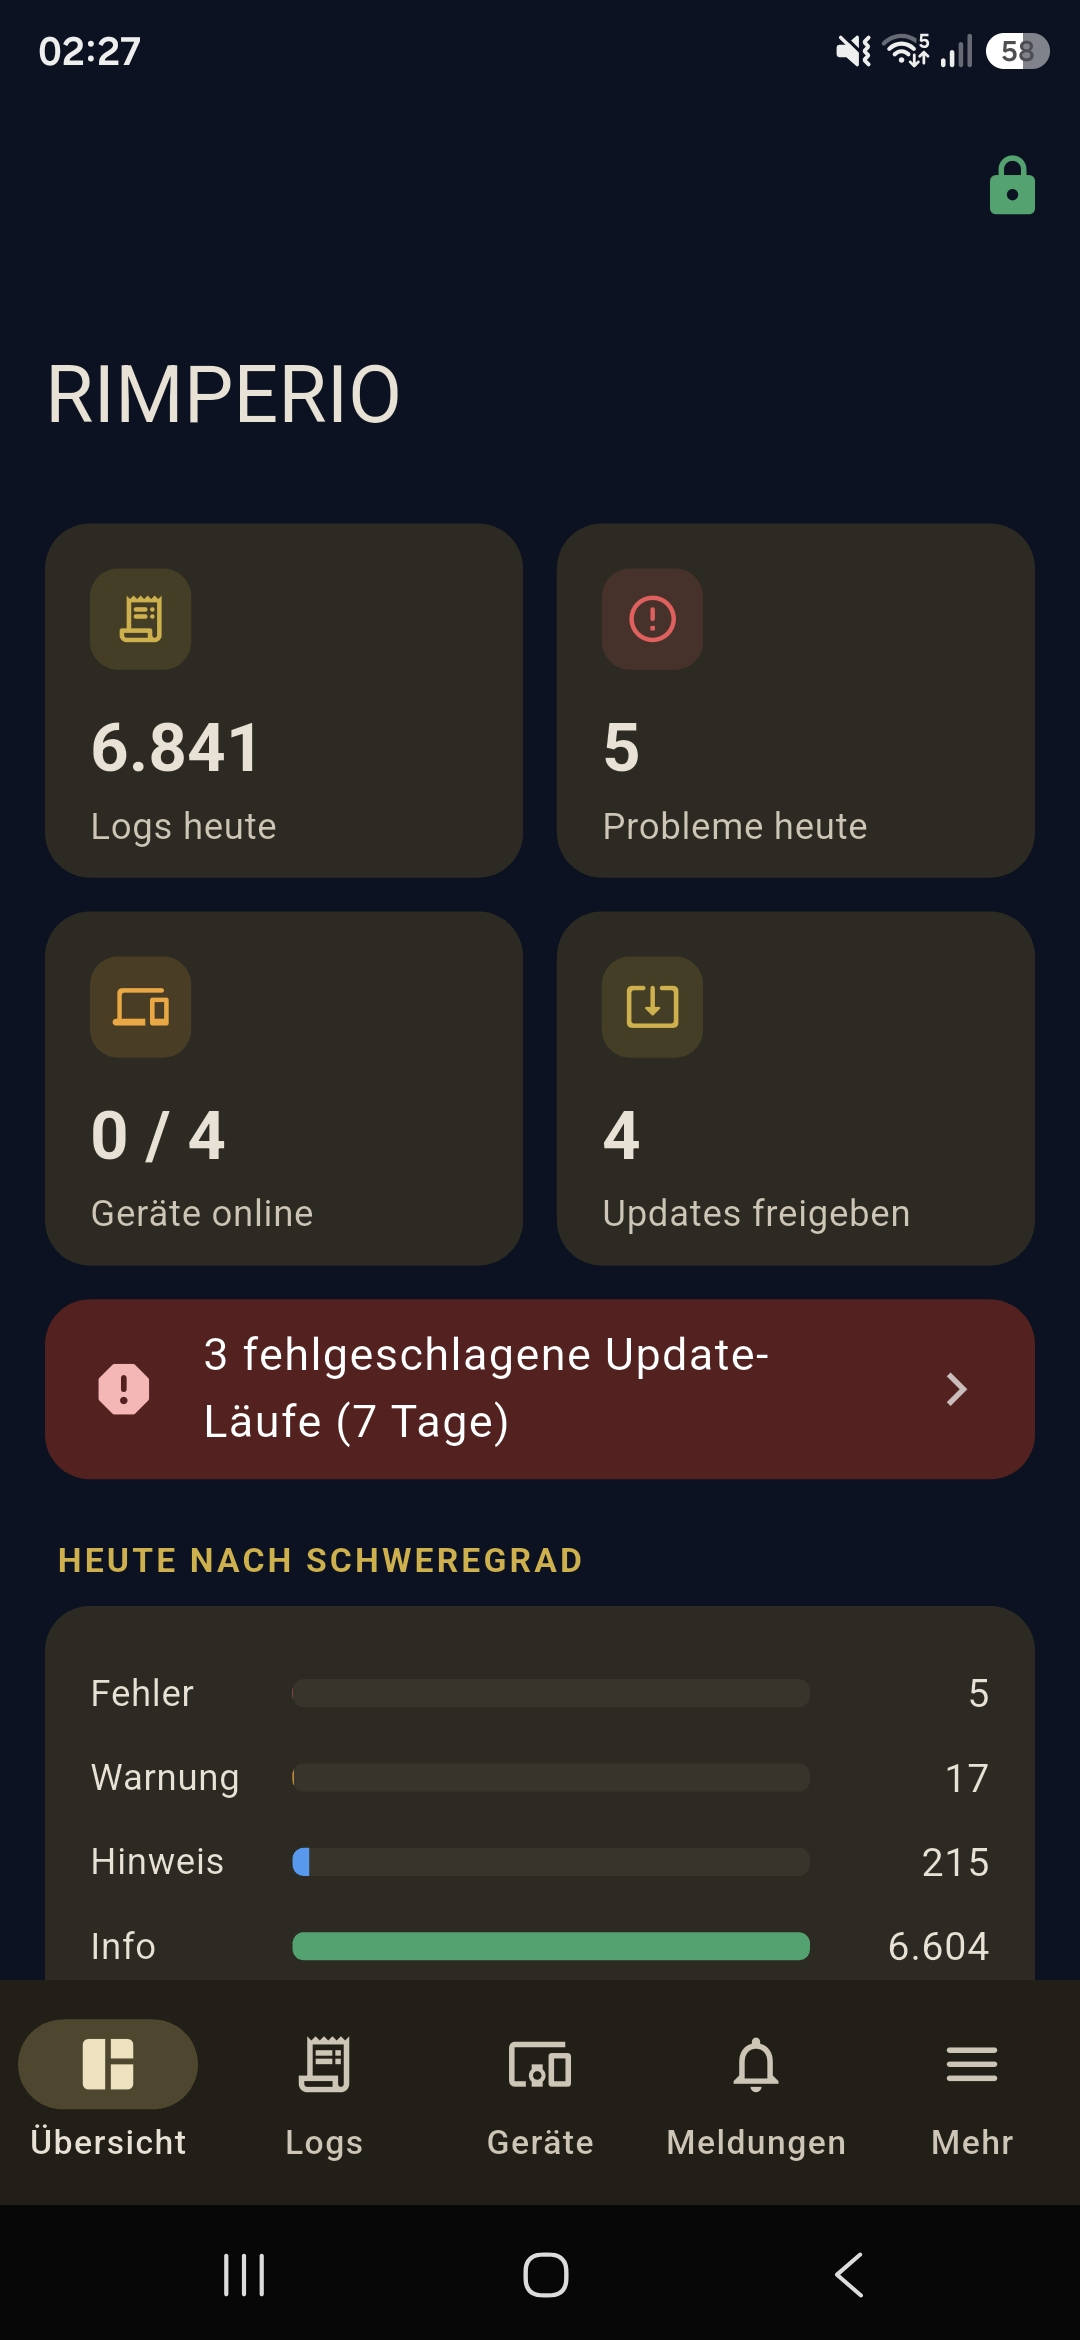 02:27
5
58
RIMPERIO
6.841
Logs heute
5
Probleme heute
0 / 4
Geräte online
4
Updates freigeben
3 fehlgeschlagene Update-
Läufe (7 Tage)
HEUTE NACH SCHWEREGRAD
Fehler 5
Warnung 17
Hinweis 215
Info 6.604
Übersicht Logs Geräte Meldungen Mehr